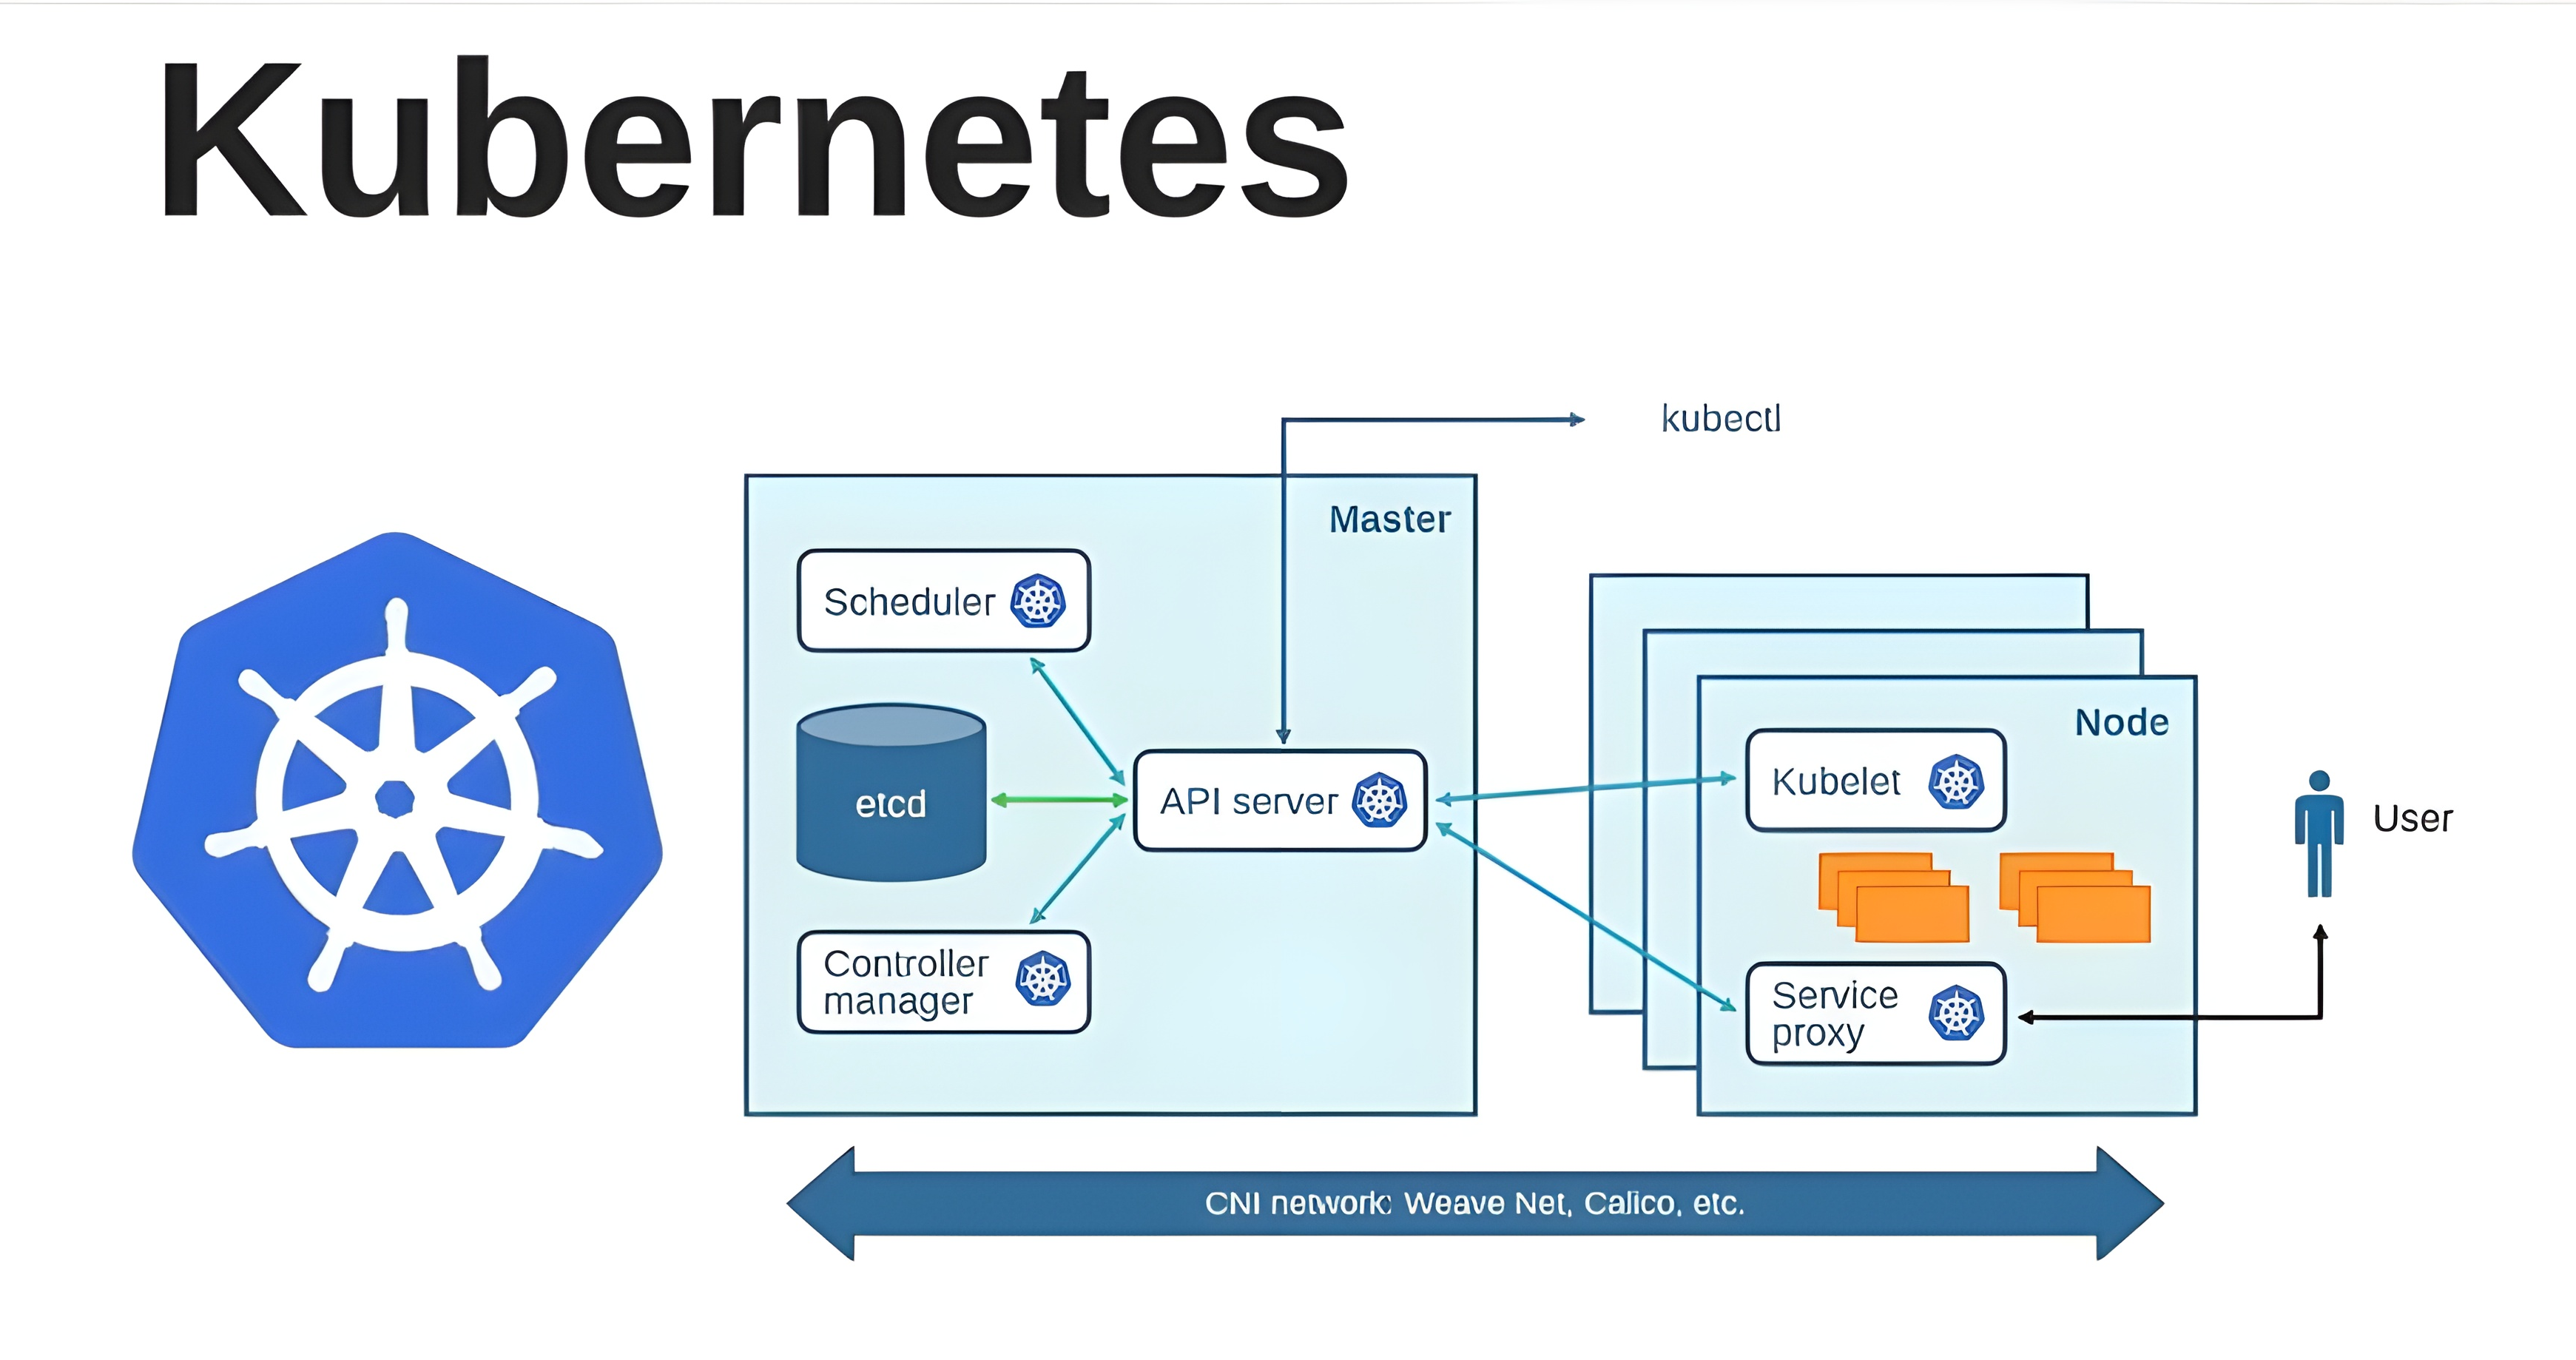 Kubernetes
kubectl
Master
Scheduler
etcd
API server
Controller
manager
Node
Kubelet
Service
proxy
User
CNI network: Weave Net, Calico, etc.